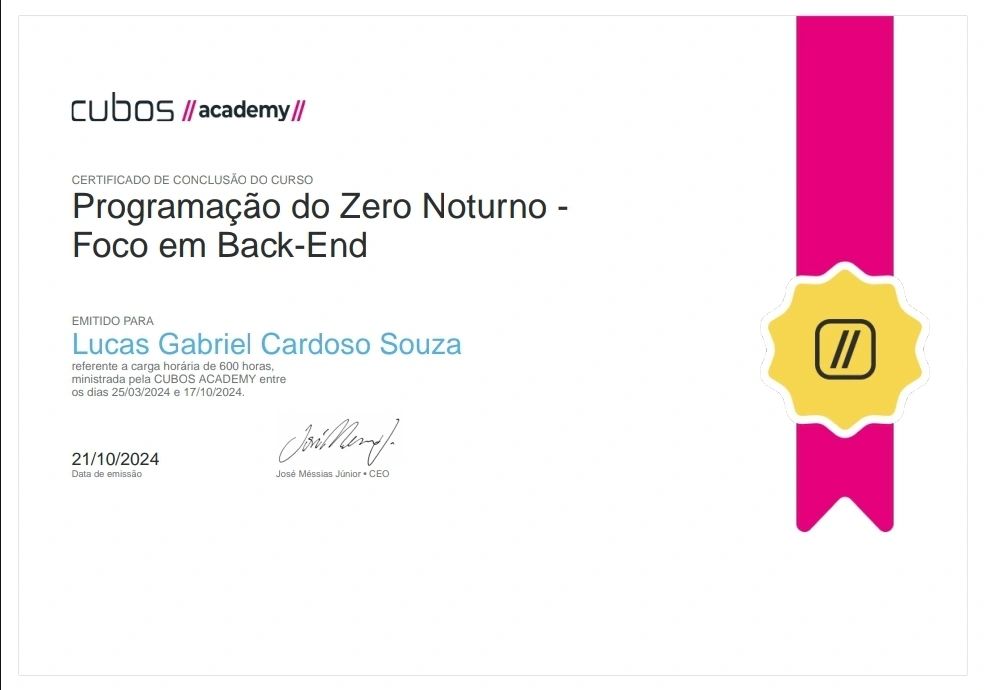 cubos //academy//
CERTIFICADO DE CONCLUSÃO DO CURSO
Programação do Zero Noturno -
Foco em Back-End
EMITIDO PARA
Lucas Gabriel Cardoso Souza
referente a carga horária de 600 horas,
ministrada pela CUBOS ACADEMY entre
os dias 25/03/2024 e 17/10/2024.
21/10/2024
Data de emissão
José Méssias Júnior • CEO
//